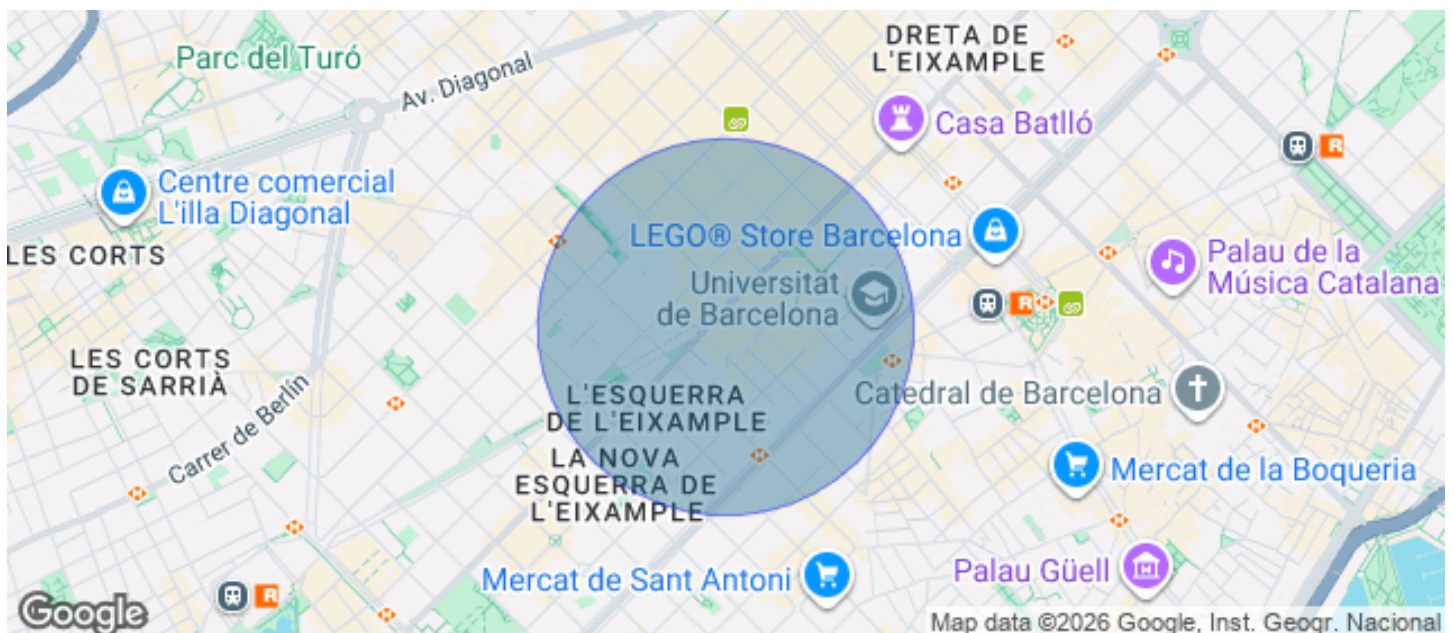 DRETA DE
L'EIXAMPLE
Parc del Turó
Av. Diagonal
Casa Batlló
R
Centre comercial
L'illa Diagonal
LES CORTS
LEGO® Store Barcelona
Palau de la
Música Catalana
Universitat
de Barcelona
R
LES CORTS
DE SARRIÀ
L'ESQUERRA
DE L'EIXAMPLE
Catedral de Barcelona
Carrer de Berlín
LA NOVA
ESQUERRA DE
L'EIXAMPLE
Mercat de la Boqueria
Mercat de Sant Antoni
Palau Güell
R
Google
Map data ©2026 Google, Inst. Geogr. Nacional